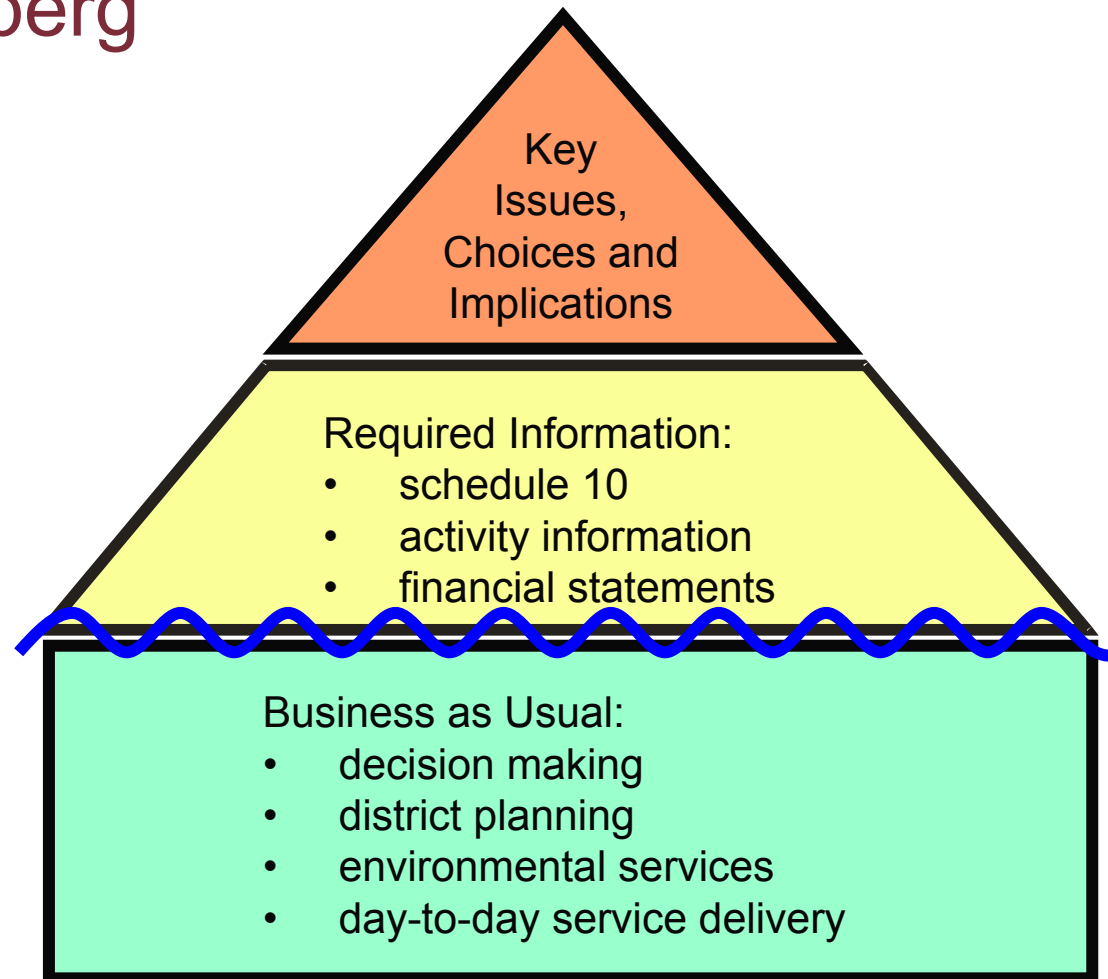 berg
Key
Issues,
Choices and
Implications
Required Information:
• schedule 10
• activity information
• financial statements
Business as Usual:
• decision making
• district planning
• environmental services
• day-to-day service delivery